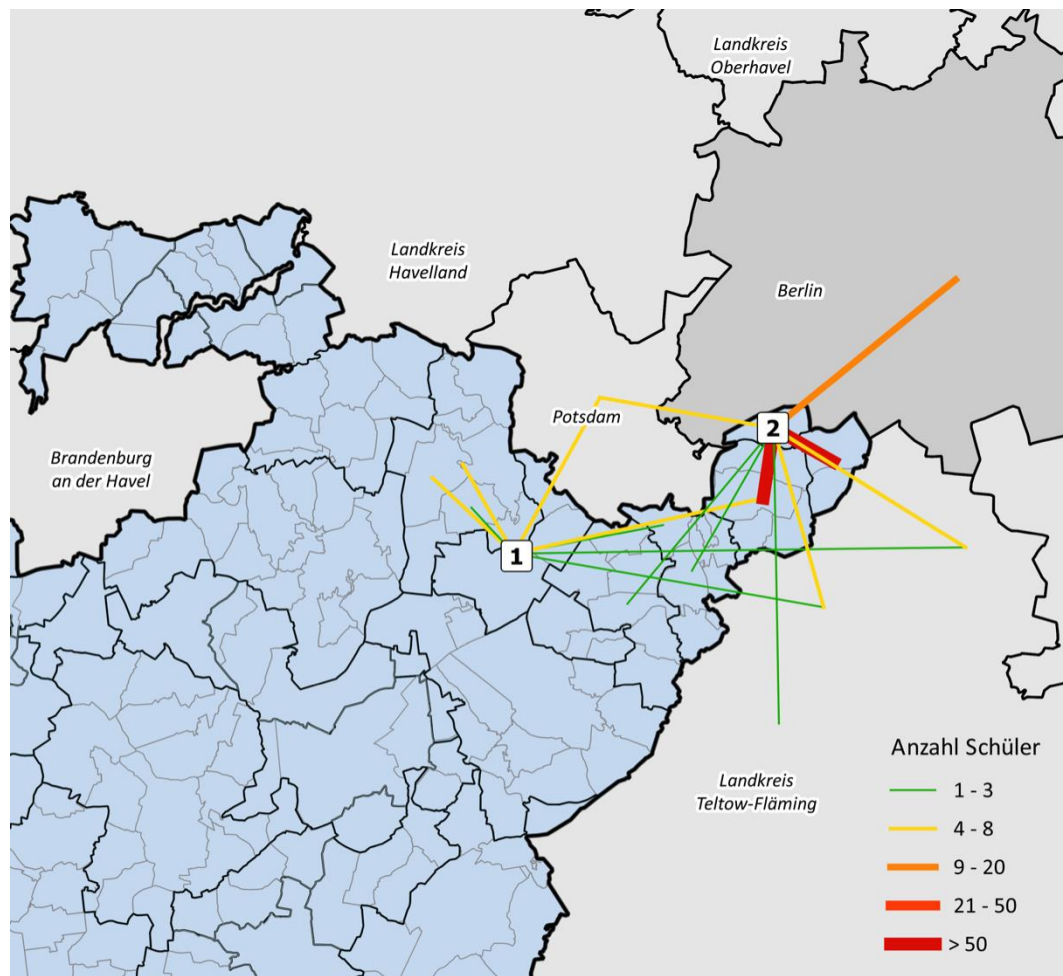 Landkreis
Oberhavel
Landkreis
Havelland
Berlin
Potsdam
2
Brandenburg
an der Havel
1
Anzahl Schüler
1 - 3
Landkreis
Teltow-Fläming
4 - 8
9 - 20
21 - 50
> 50